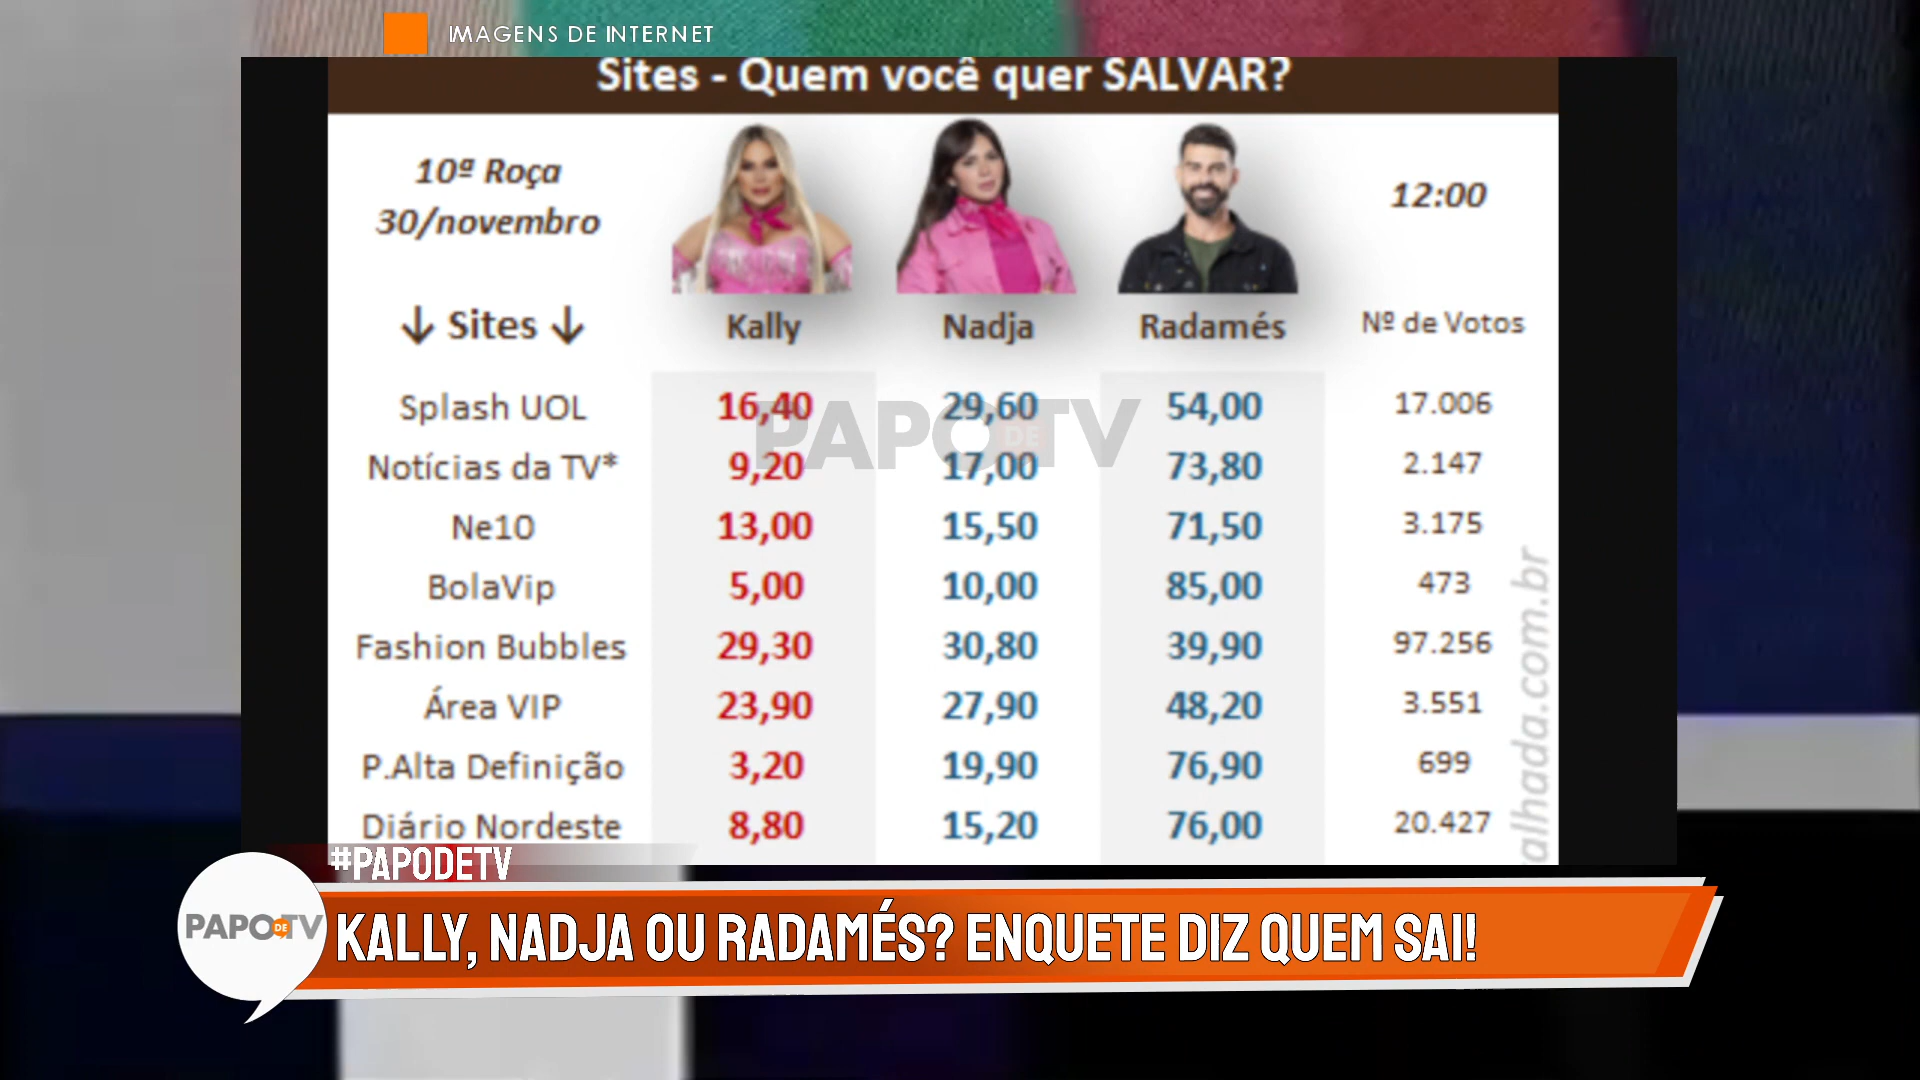 IMAGENS DE INTERNET
Sites - Quem você quer SALVAR?
10ª Roça
30/novembro
12:00
↓ Sites ↓ Kally Nadja Radamés Nº de Votos
Splash UOL 16,40 29,60 54,00 17.006
PAPO DE TV
Notícias da TV* 9,20 17,00 73,80 2.147
Ne10 13,00 15,50 71,50 3.175
BolaVip 5,00 10,00 85,00 473
Fashion Bubbles 29,30 30,80 39,90 97.256
Área VIP 23,90 27,90 48,20 3.551
P.Alta Definição 3,20 19,90 76,90 699
Diário Nordeste 8,80 15,20 76,00 20.427
alhada.com.br
#PAPODETV
PAPO DE TV
KALLY, NADJA OU RADAMÉS? ENQUETE DIZ QUEM SAI!